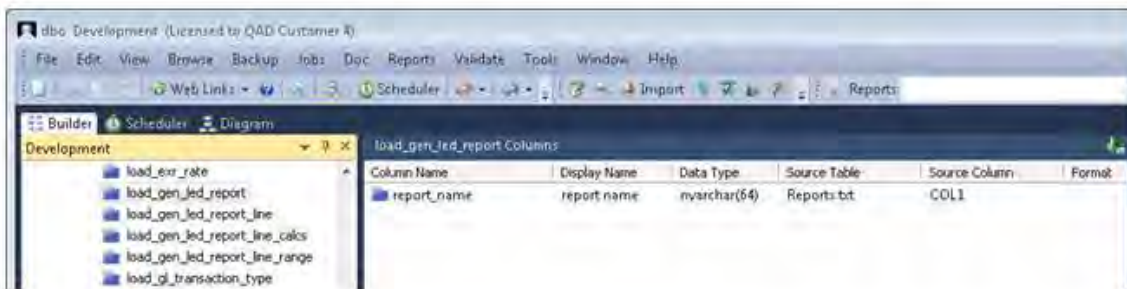 dbo Development (Licensed to QAD Customer 4)
File Edit View Browse Backup Jobs Doc Reports Validate Tools Window Help
Web Links Scheduler Import Reports
Builder Scheduler Diagram
Development
load_gen_led_report Columns
load_exr_rate
load_gen_led_report
load_gen_led_report_line
load_gen_led_report_line_calcs
load_gen_led_report_line_range
load_gl_transaction_type
Column Name Display Name Data Type Source Table Source Column Format
report_name report name nvarchar(64) Reports.txt COL1